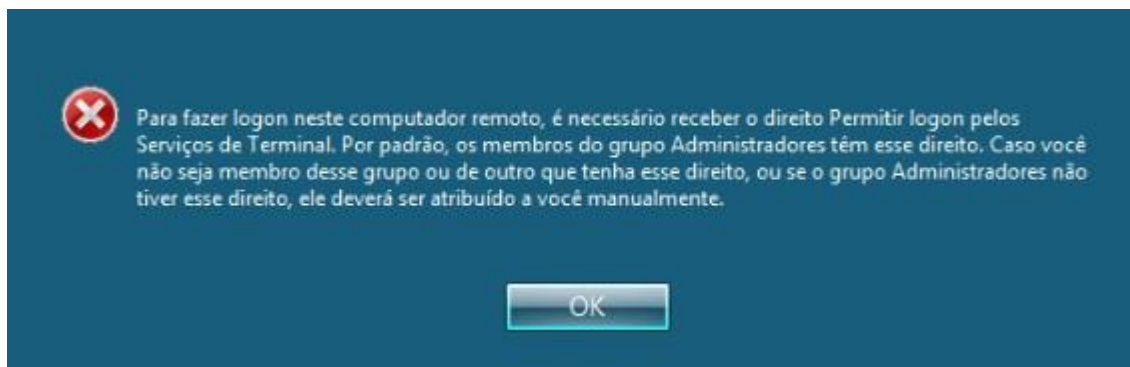 Para fazer logon neste computador remoto, é necessário receber o direito Permitir logon pelos
Serviços de Terminal. Por padrão, os membros do grupo Administradores têm esse direito. Caso você
não seja membro desse grupo ou de outro que tenha esse direito, ou se o grupo Administradores não
tiver esse direito, ele deverá ser atribuído a você manualmente.
OK